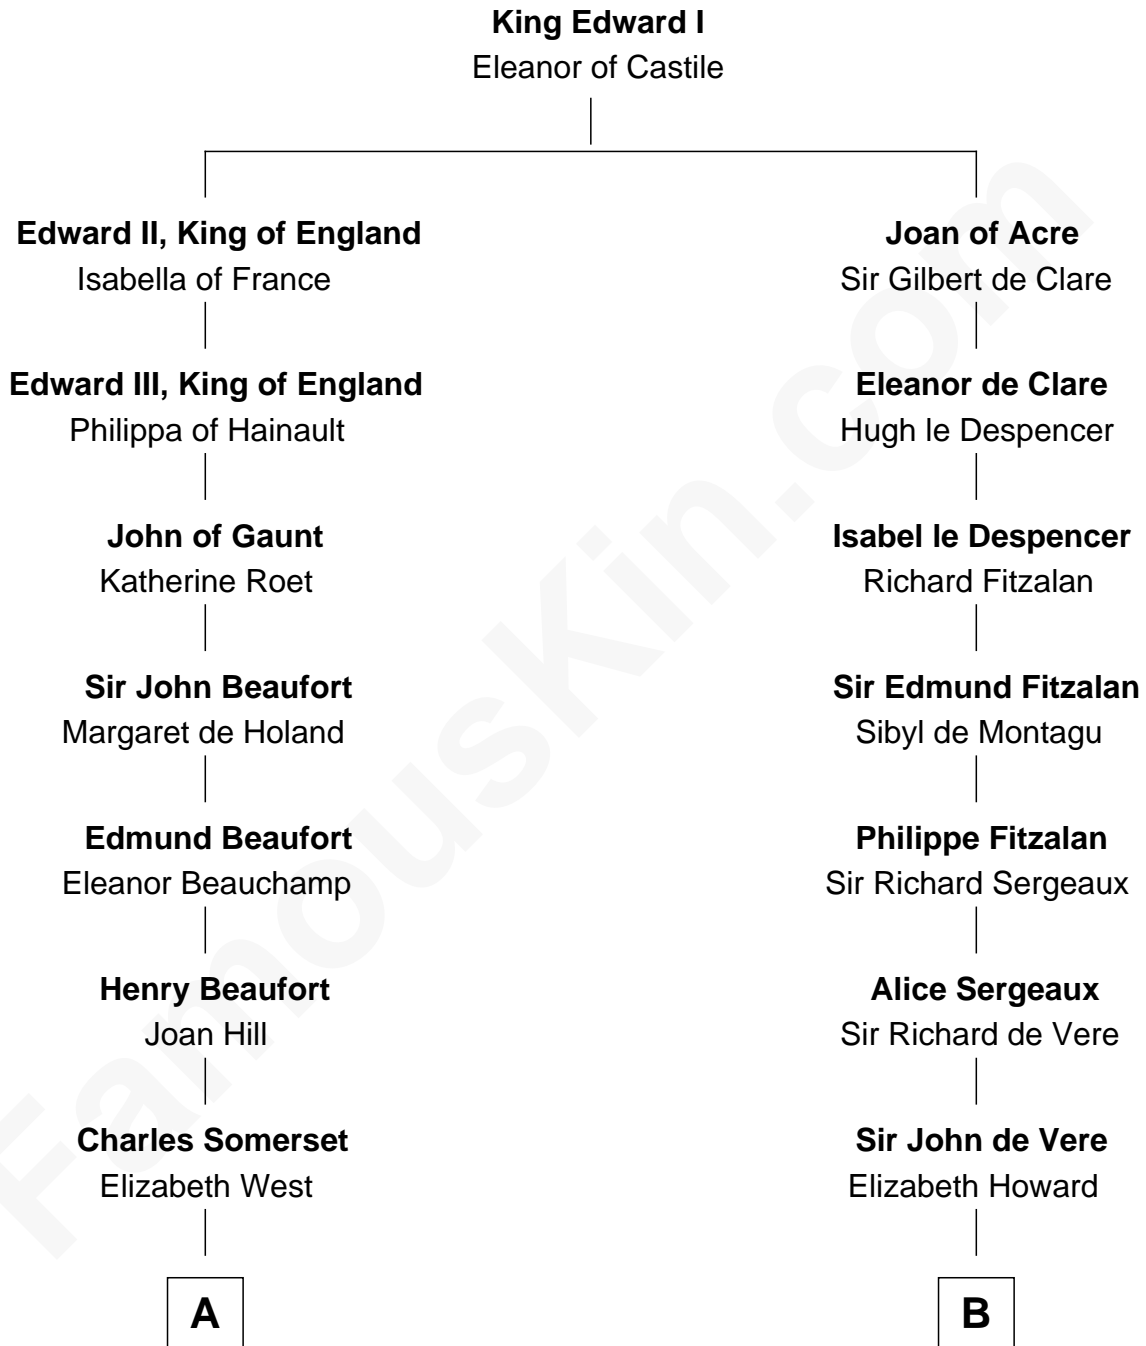 King Edward I
Eleanor of Castile
Edward II, King of England
Isabella of France
Joan of Acre
Sir Gilbert de Clare
Edward III, King of England
Philippa of Hainault
Eleanor de Clare
Hugh le Despencer
John of Gaunt
Katherine Roet
Isabel le Despencer
Richard Fitzalan
Sir John Beaufort
Margaret de Holand
Sir Edmund Fitzalan
Sibyl de Montagu
Edmund Beaufort
Eleanor Beauchamp
Philippe Fitzalan
Sir Richard Sergeaux
Henry Beaufort
Joan Hill
Alice Sergeaux
Sir Richard de Vere
Charles Somerset
Elizabeth West
Sir John de Vere
Elizabeth Howard
A
B
FamousKin.com